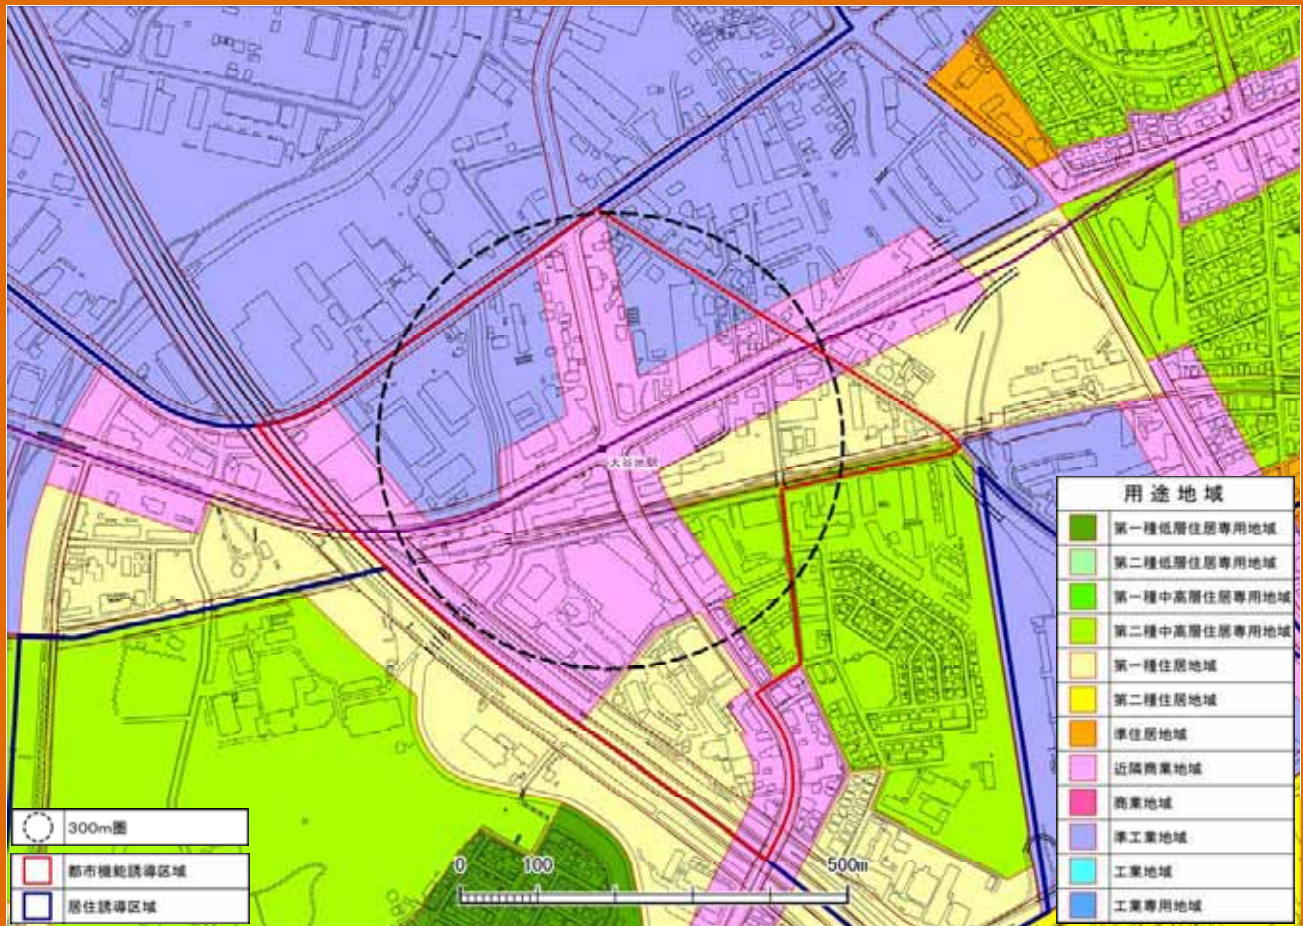 大谷地駅
300m圏
都市機能誘導区域
居住誘導区域
0 100 500m
用途地域
第一種低層住居専用地域
第二種低層住居専用地域
第一種中高層住居専用地域
第二種中高層住居専用地域
第一種住居地域
第二種住居地域
準住居地域
近隣商業地域
商業地域
準工業地域
工業地域
工業専用地域